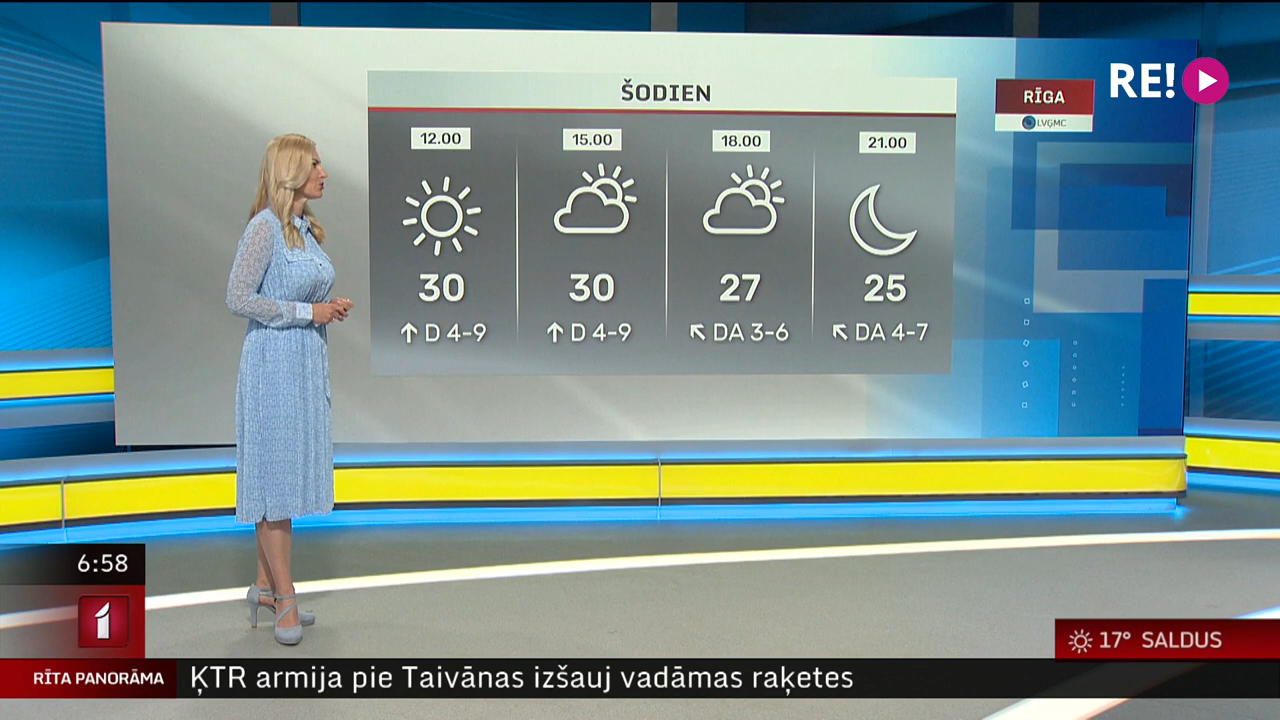 RE!
ŠODIEN
RĪGA
LVĢMC
12.00 15.00 18.00 21.00
30 30 27 25
D 4-9 D 4-9 DA 3-6 DA 4-7
6:58
1
17° SALDUS
RĪTA PANORĀMA ĶTR armija pie Taivānas izšauj vadāmas raķetes